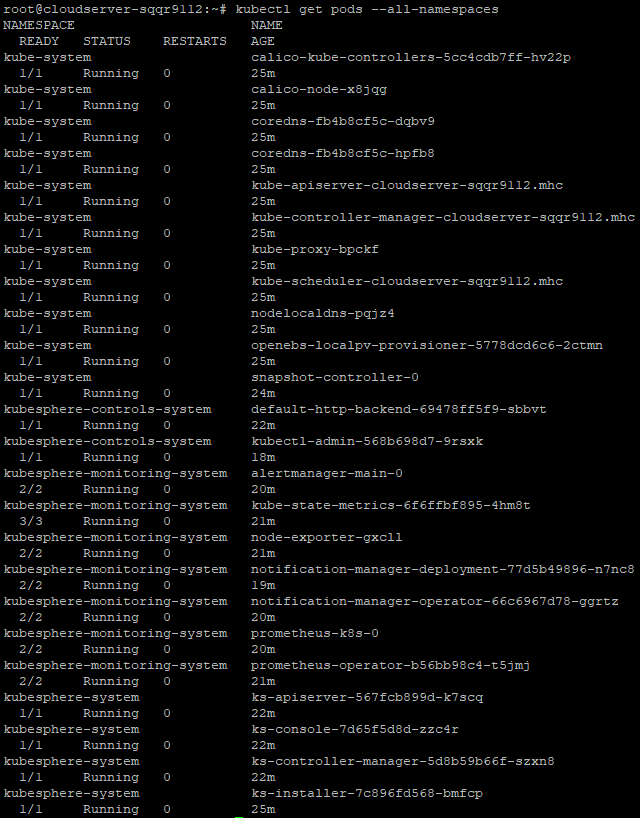 root@cloudserver-sqqr9112:~# kubectl get pods --all-namespaces
NAMESPACE NAME
READY STATUS RESTARTS AGE
kube-system calico-kube-controllers-5cc4cdb7ff-hv22p
1/1 Running 0 25m
kube-system calico-node-x8jqg
1/1 Running 0 25m
kube-system coredns-fb4b8cf5c-dqbv9
1/1 Running 0 25m
kube-system coredns-fb4b8cf5c-hpfb8
1/1 Running 0 25m
kube-system kube-apiserver-cloudserver-sqqr9112.mhc
1/1 Running 0 25m
kube-system kube-controller-manager-cloudserver-sqqr9112.mhc
1/1 Running 0 25m
kube-system kube-proxy-bpckf
1/1 Running 0 25m
kube-system kube-scheduler-cloudserver-sqqr9112.mhc
1/1 Running 0 25m
kube-system nodelocaldns-pqjz4
1/1 Running 0 25m
kube-system openebs-localpv-provisioner-5778dcd6c6-2ctmn
1/1 Running 0 25m
kube-system snapshot-controller-0
1/1 Running 0 24m
kubesphere-controls-system default-http-backend-69478ff5f9-sbbvt
1/1 Running 0 22m
kubesphere-controls-system kubectl-admin-568b698d7-9rsxk
1/1 Running 0 18m
kubesphere-monitoring-system alertmanager-main-0
2/2 Running 0 20m
kubesphere-monitoring-system kube-state-metrics-6f6ffbf895-4hm8t
3/3 Running 0 21m
kubesphere-monitoring-system node-exporter-gxcll
2/2 Running 0 21m
kubesphere-monitoring-system notification-manager-deployment-77d5b49896-n7nc8
2/2 Running 0 19m
kubesphere-monitoring-system notification-manager-operator-66c6967d78-ggrtz
2/2 Running 0 20m
kubesphere-monitoring-system prometheus-k8s-0
2/2 Running 0 20m
kubesphere-monitoring-system prometheus-operator-b56bb98c4-t5jmj
2/2 Running 0 21m
kubesphere-system ks-apiserver-567fcb899d-k7scq
1/1 Running 0 22m
kubesphere-system ks-console-7d65f5d8d-zzc4r
1/1 Running 0 22m
kubesphere-system ks-controller-manager-5d8b59b66f-szxn8
1/1 Running 0 22m
kubesphere-system ks-installer-7c896fd568-bmfcp
1/1 Running 0 25m